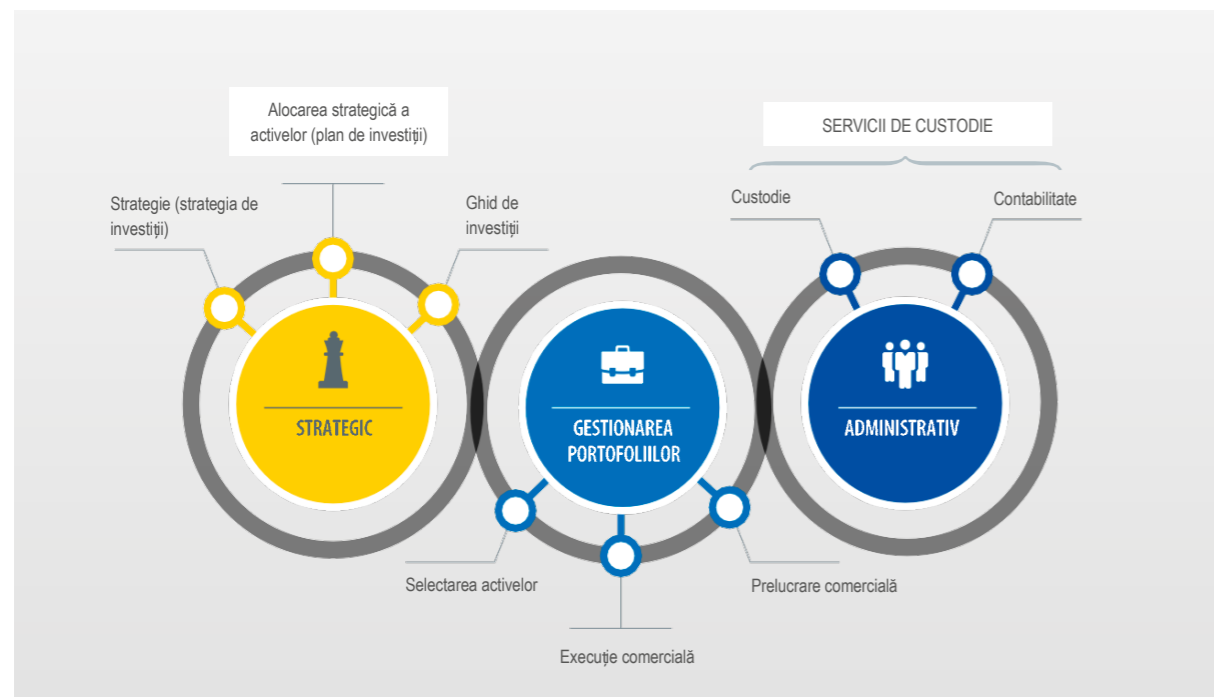 Alocarea strategică a
activelor (plan de investiții)
SERVICII DE CUSTODIE
Strategie (strategia de
investiții)
Ghid de
investiții
Custodie
Contabilitate
STRATEGIC
GESTIONAREA
PORTOFOLIILOR
ADMINISTRATIV
Selectarea activelor
Prelucrare comercială
Execuție comercială